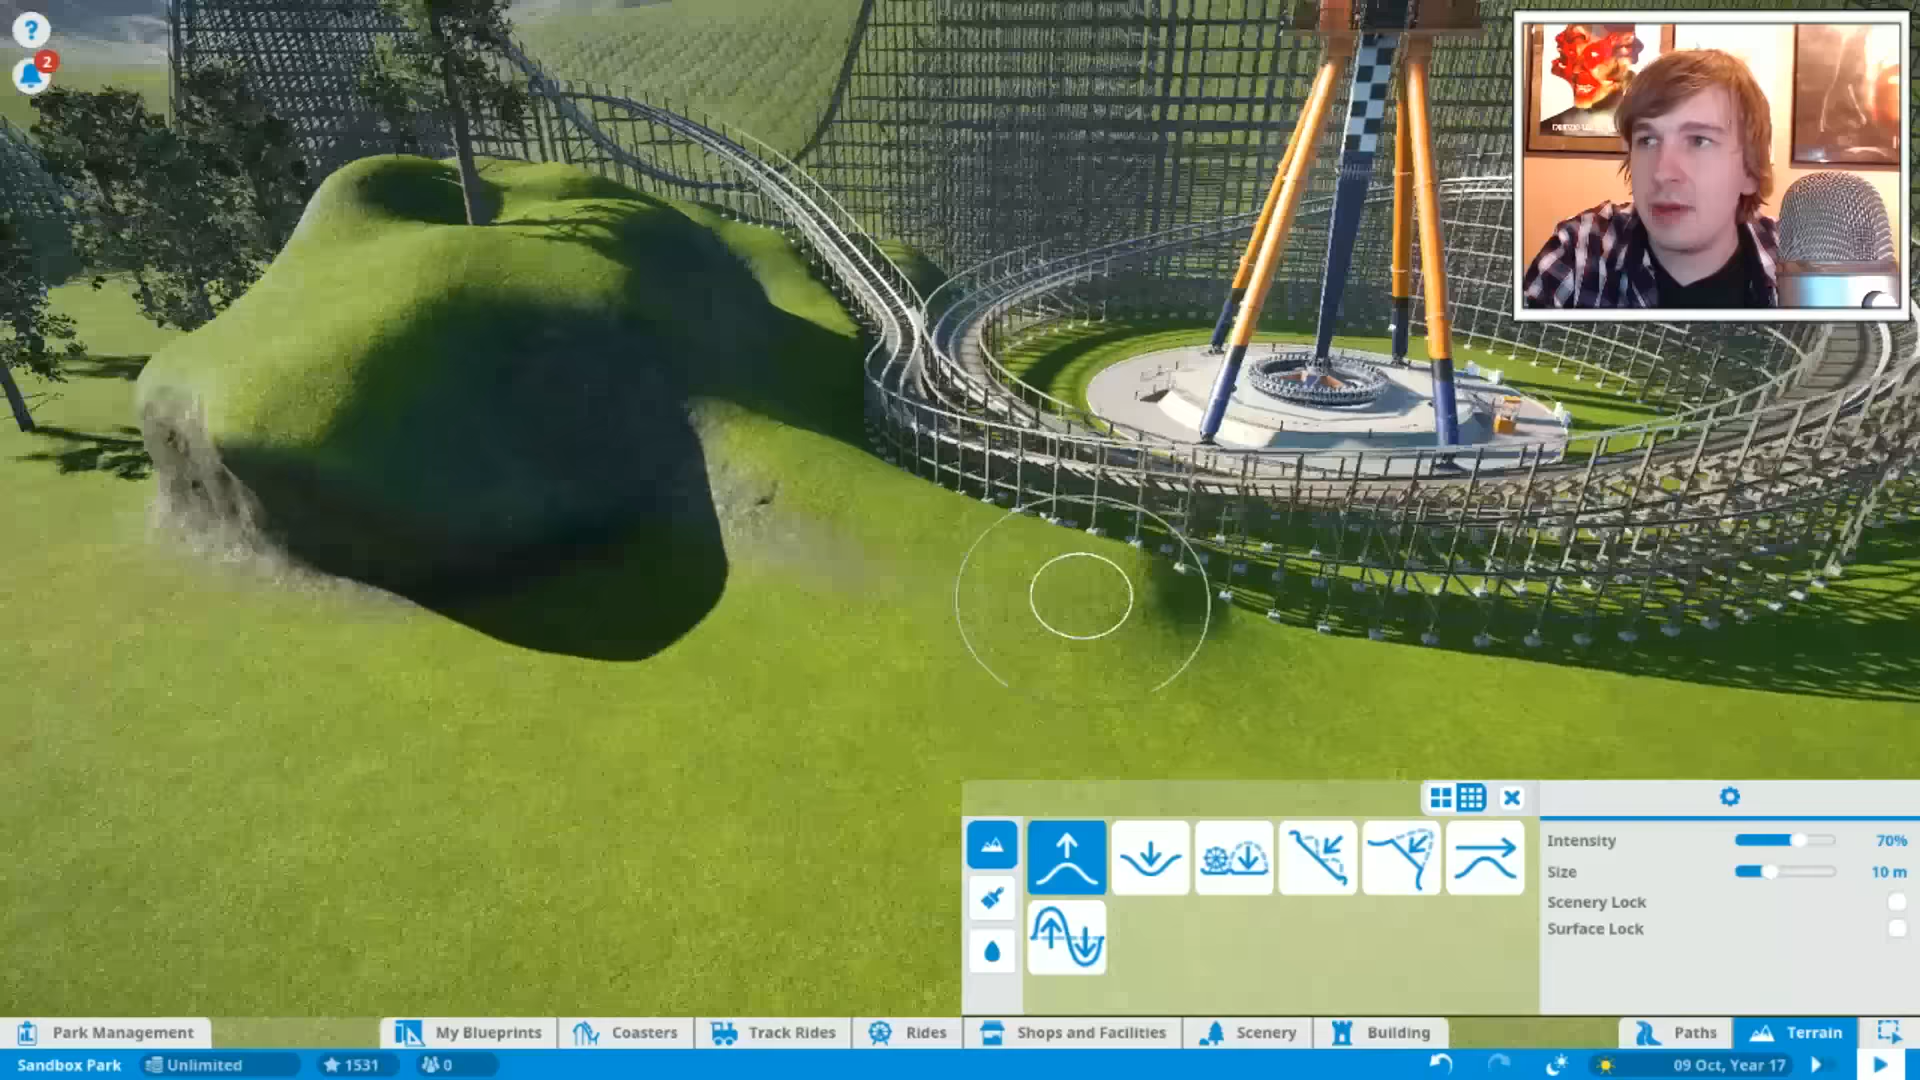 ?
2
Intensity 70%
Size 10 m
Scenery Lock
Surface Lock
Park Management My Blueprints Coasters Track Rides Rides Shops and Facilities Scenery Building Paths Terrain
Sandbox Park Unlimited 1531 0 09 Oct, Year 17